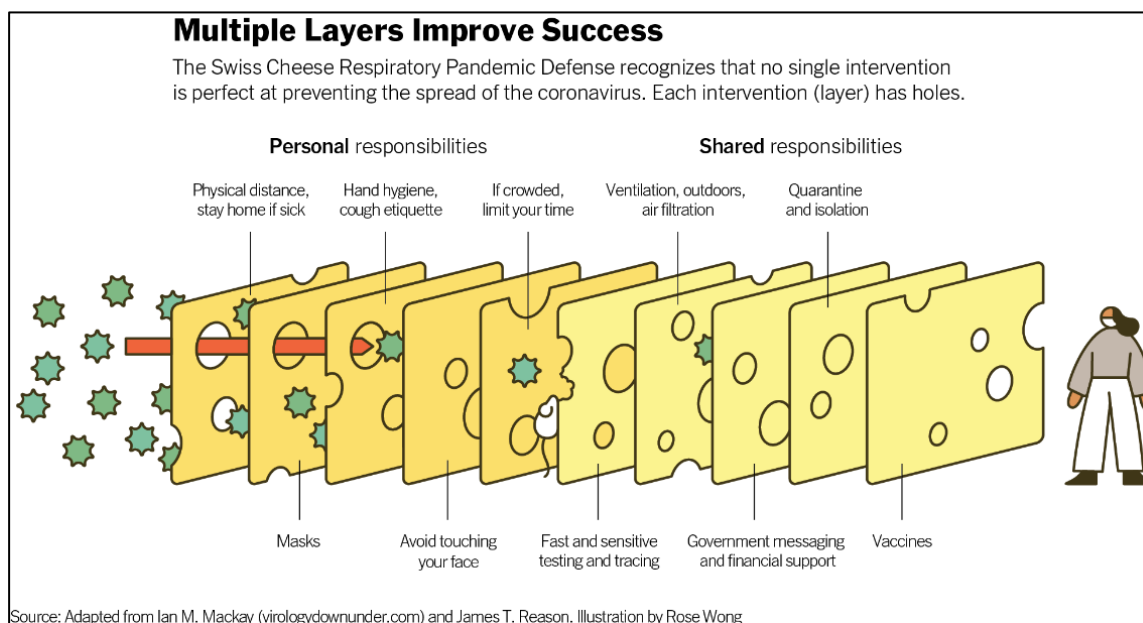 Multiple Layers Improve Success
The Swiss Cheese Respiratory Pandemic Defense recognizes that no single intervention
is perfect at preventing the spread of the coronavirus. Each intervention (layer) has holes.
Personal responsibilities
Shared responsibilities
Physical distance,
stay home if sick
Hand hygiene,
cough etiquette
If crowded,
limit your time
Ventilation, outdoors,
air filtration
Quarantine
and isolation
Masks
Avoid touching
your face
Fast and sensitive
testing and tracing
Government messaging
and financial support
Vaccines
Source: Adapted from Ian M. Mackay (virologydownunder.com) and James T. Reason. Illustration by Rose Wong